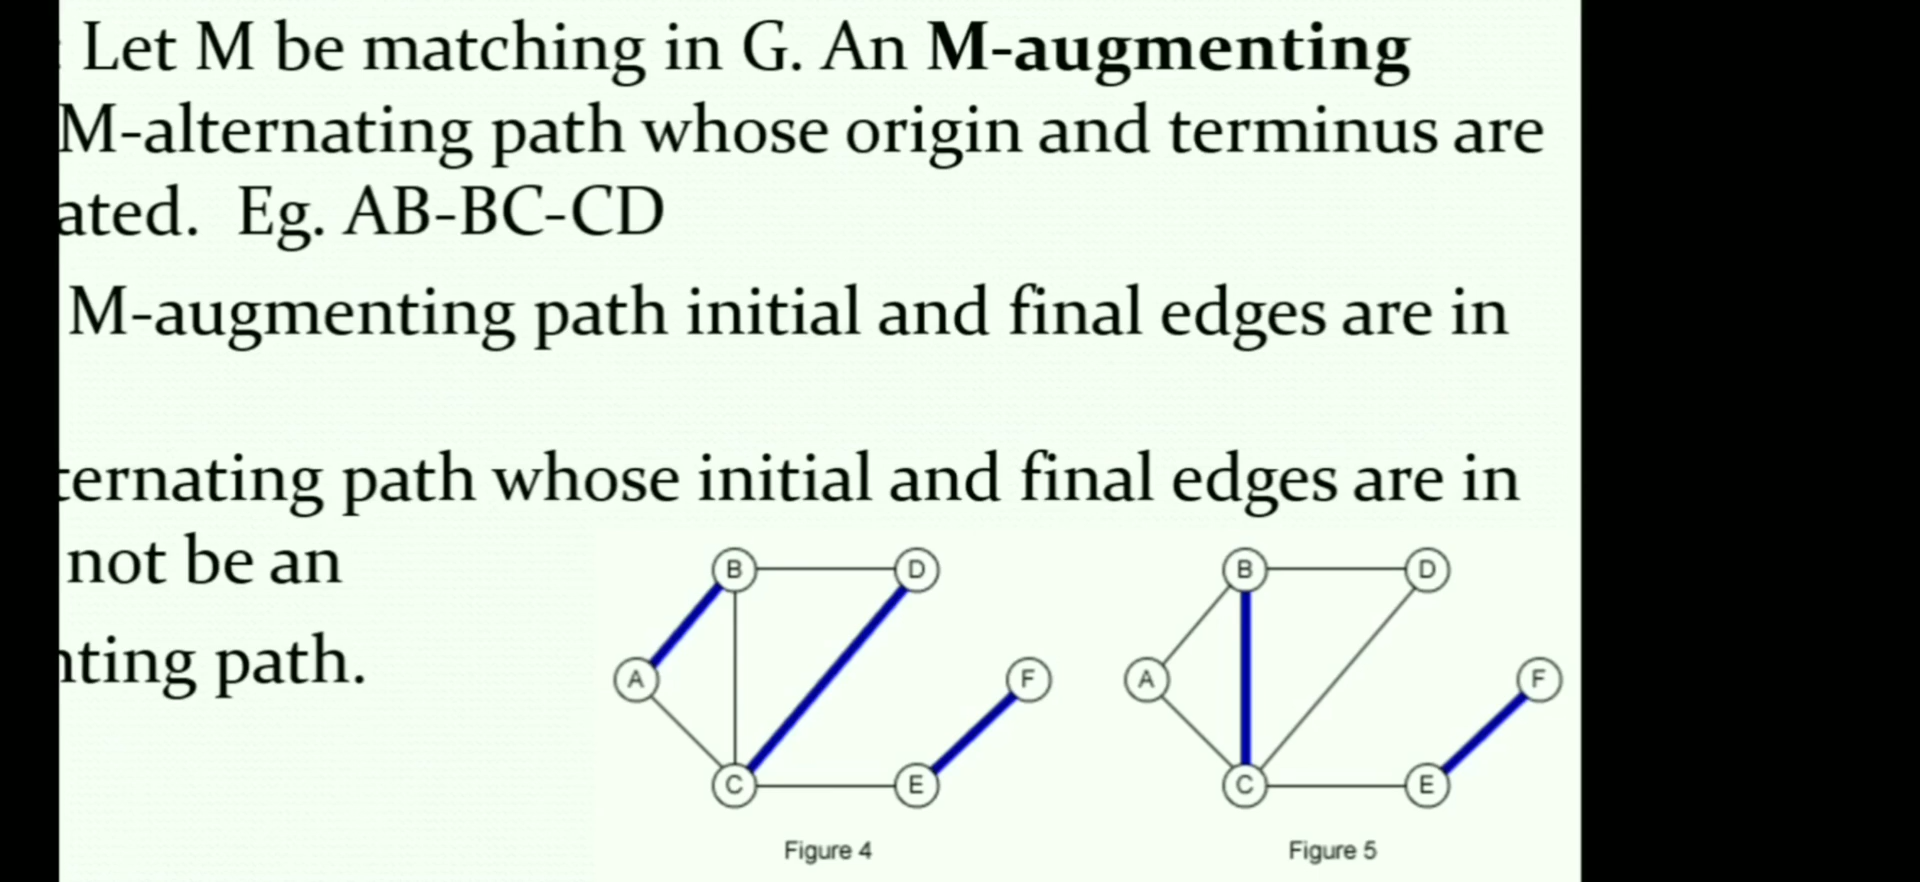 Let M be matching in G. An M-augmenting
M-alternating path whose origin and terminus are
ated. Eg. AB-BC-CD
M-augmenting path initial and final edges are in
ternating path whose initial and final edges are in
not be an
nting path.
B D B D
A F A F
C E C E
Figure 4 Figure 5